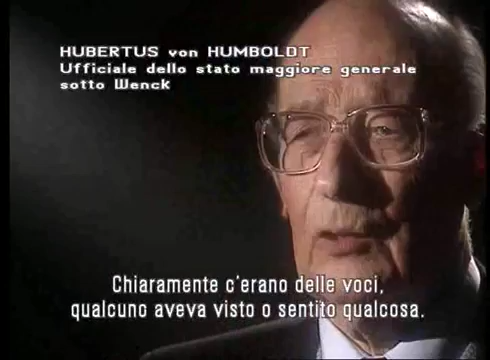 HUBERTUS von HUMBOLDT
Ufficiale dello stato maggiore generale
sotto Wenck
Chiaramente c'erano delle voci,
qualcuno aveva visto o sentito qualcosa.